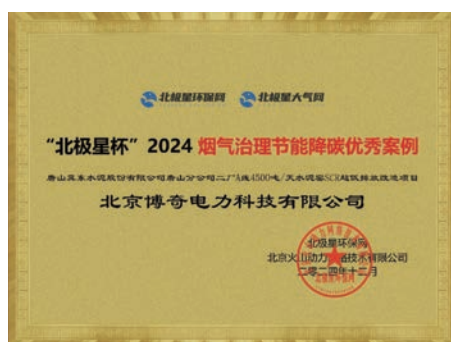 北极星环保网 北极星大气网
“北极星杯”2024 烟气治理节能降碳优秀案例
唐山冀东水泥股份有限公司唐山分公司二厂A线4500吨/天水泥窑SCR超低排放改造项目
北京博奇电力科技有限公司
北极星环保网
北京火山动力网络技术有限公司
二零二四年十二月